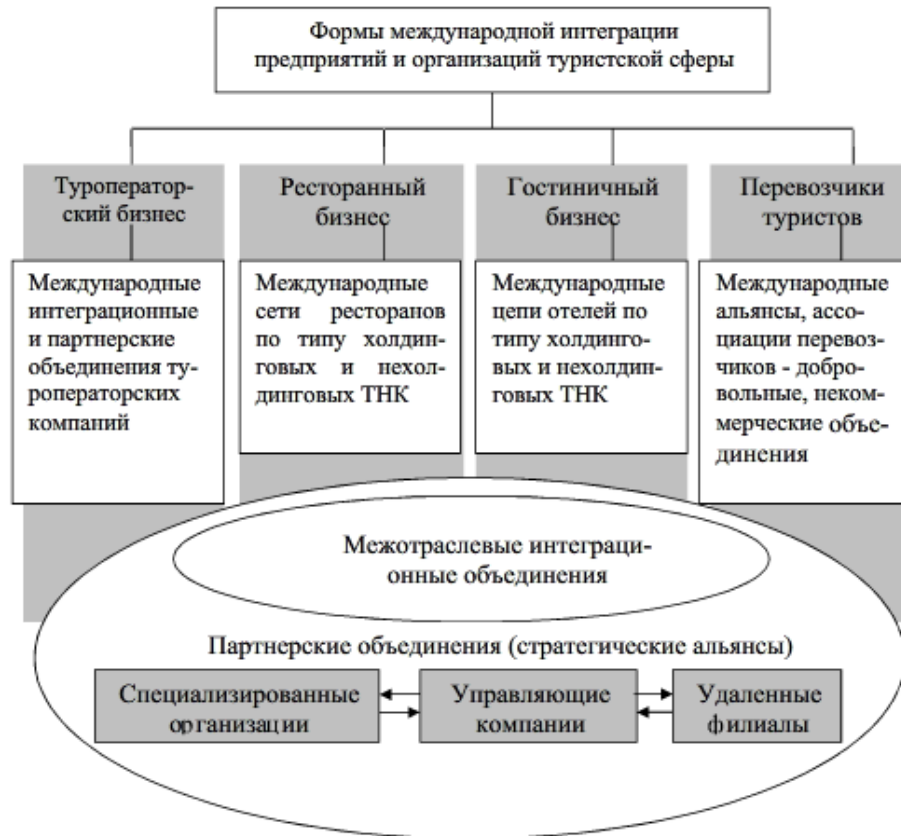 Формы международной интеграции
предприятий и организаций туристской сферы
Туроператор-
ский бизнес
Ресторанный
бизнес
Гостиничный
бизнес
Перевозчики
туристов
Международные
интеграционные
и партнерские
объединения ту-
роператорских
компаний
Международные
сети ресторанов
по типу холдин-
говых и нехол-
динговых ТНК
Международные
цепи отелей по
типу холдинго-
вых и нехолдин-
говых ТНК
Международные
альянсы, ассо-
циации перевоз-
чиков - добро-
вольные, неком-
мерческие объе-
динения
Межотраслевые интеграци-
онные объединения
Партнерские объединения (стратегические альянсы)
Специализированные
организации
Управляющие
компании
Удаленные
филиалы